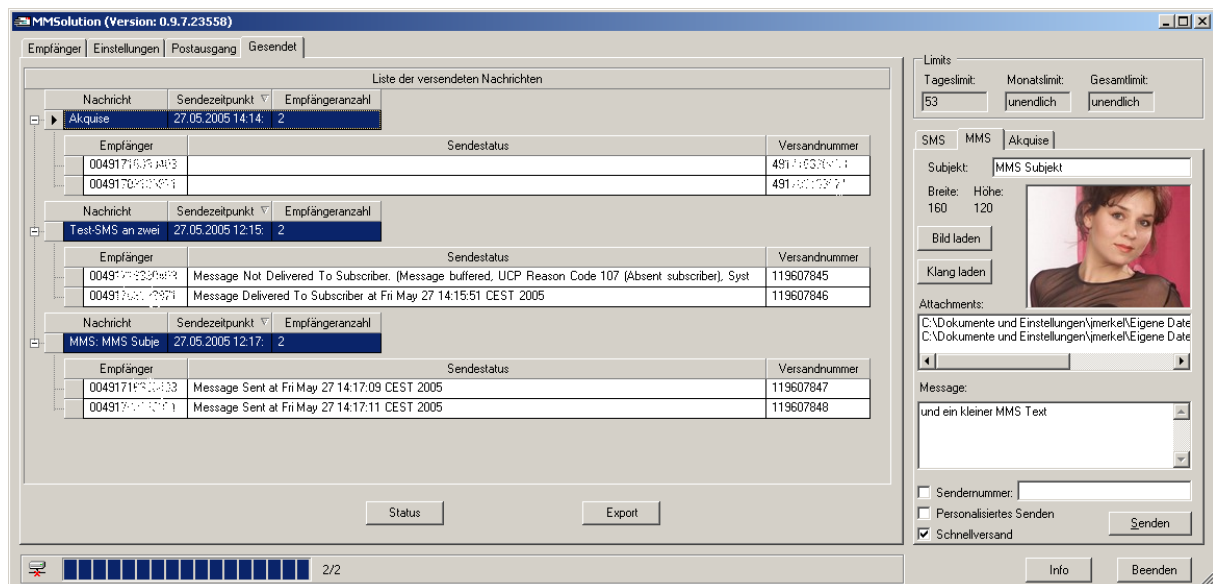 MMSolution (Version: 0.9.7.23558)
Empfänger Einstellungen Postausgang Gesendet
Liste der versendeten Nachrichten
Nachricht Sendezeitpunkt Empfängeranzahl
Akquise 27.05.2005 14:14: 2
Empfänger Sendestatus Versandnummer
Nachricht Sendezeitpunkt Empfängeranzahl
Test-SMS an zwei 27.05.2005 12:15: 2
Empfänger Sendestatus Versandnummer
Message Not Delivered To Subscriber. (Message buffered, UCP Reason Code 107 (Absent subscriber), Syst 119607845
Message Delivered To Subscriber at Fri May 27 14:15:51 CEST 2005 119607846
Nachricht Sendezeitpunkt Empfängeranzahl
MMS: MMS Subje 27.05.2005 12:17: 2
Empfänger Sendestatus Versandnummer
Message Sent at Fri May 27 14:17:09 CEST 2005 119607847
Message Sent at Fri May 27 14:17:11 CEST 2005 119607848
Status Export
2/2
Limits
Tageslimit: Monatslimit: Gesamtlimit:
53 unendlich unendlich
SMS MMS Akquise
Subjekt: MMS Subjekt
Breite: Höhe:
160 120
Bild laden
Klang laden
Attachments:
C:\Dokumente und Einstellungen\jmerkel\Eigene Date
C:\Dokumente und Einstellungen\jmerkel\Eigene Date
Message:
und ein kleiner MMS Text
Sendernummer:
Personalisiertes Senden
Schnellversand
Senden
Info Beenden